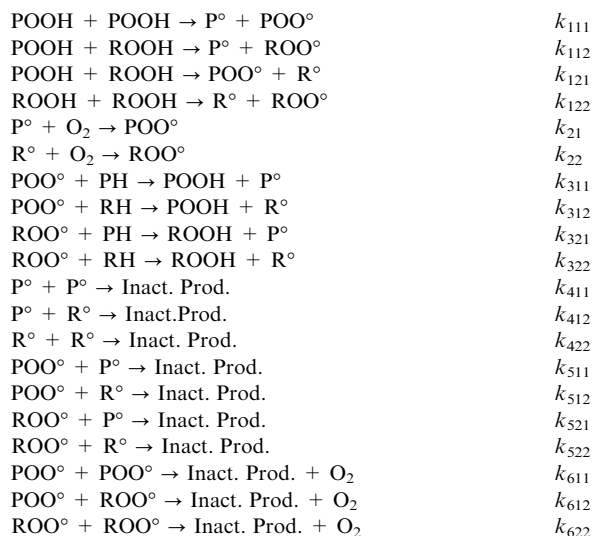 POOH + POOH → P° + POO° k₁₁₁
POOH + ROOH → P° + ROO° k₁₁₂
POOH + ROOH → POO° + R° k₁₂₁
ROOH + ROOH → R° + ROO° k₁₂₂
P° + O₂ → POO° k₂₁
R° + O₂ → ROO° k₂₂
POO° + PH → POOH + P° k₃₁₁
POO° + RH → POOH + R° k₃₁₂
ROO° + PH → ROOH + P° k₃₂₁
ROO° + RH → ROOH + R° k₃₂₂
P° + P° → Inact. Prod. k₄₁₁
P° + R° → Inact.Prod. k₄₁₂
R° + R° → Inact. Prod. k₄₂₂
POO° + P° → Inact. Prod. k₅₁₁
POO° + R° → Inact. Prod. k₅₁₂
ROO° + P° → Inact. Prod. k₅₂₁
ROO° + R° → Inact. Prod. k₅₂₂
POO° + POO° → Inact. Prod. + O₂ k₆₁₁
POO° + ROO° → Inact. Prod. + O₂ k₆₁₂
ROO° + ROO° → Inact. Prod. + O₂ k₆₂₂